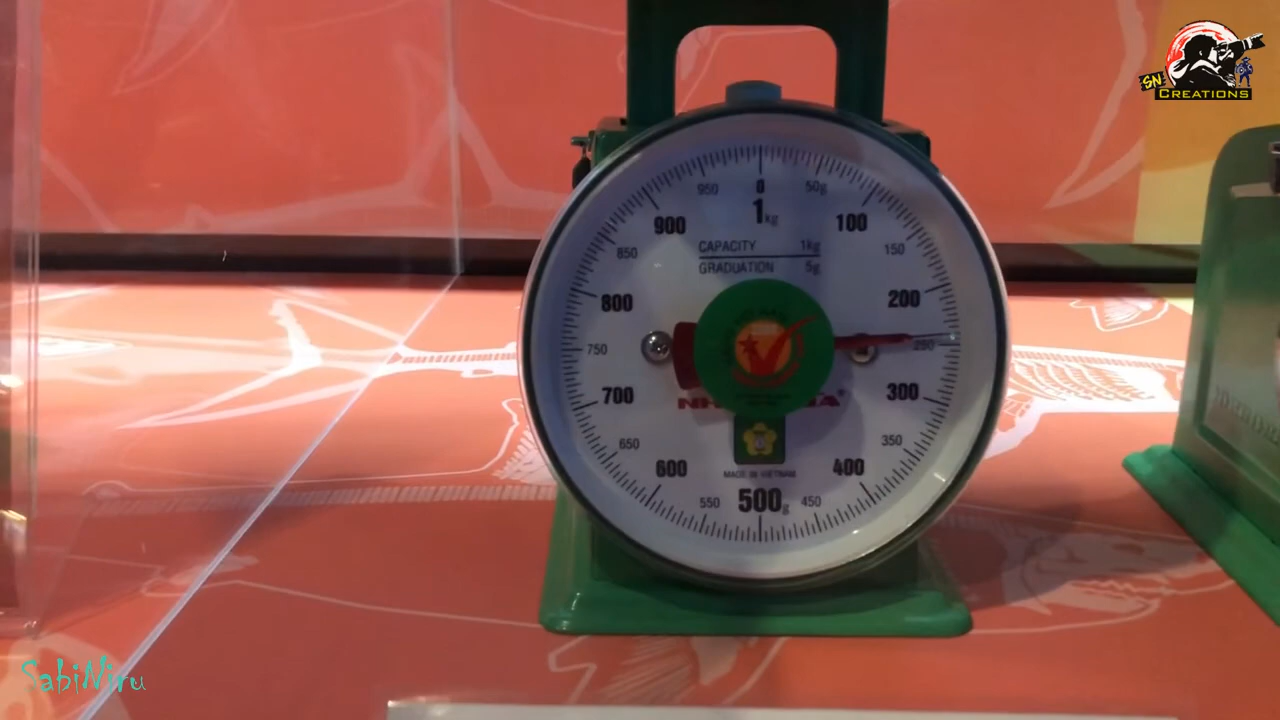 SN
CREATIONS
0
1kg
950
50g
900
100
850
150
CAPACITY 1kg
GRADUATION 5g
800
200
750
250
700
300
650
350
600
400
MADE IN VIETNAM
550
500g
450
SabiNiru